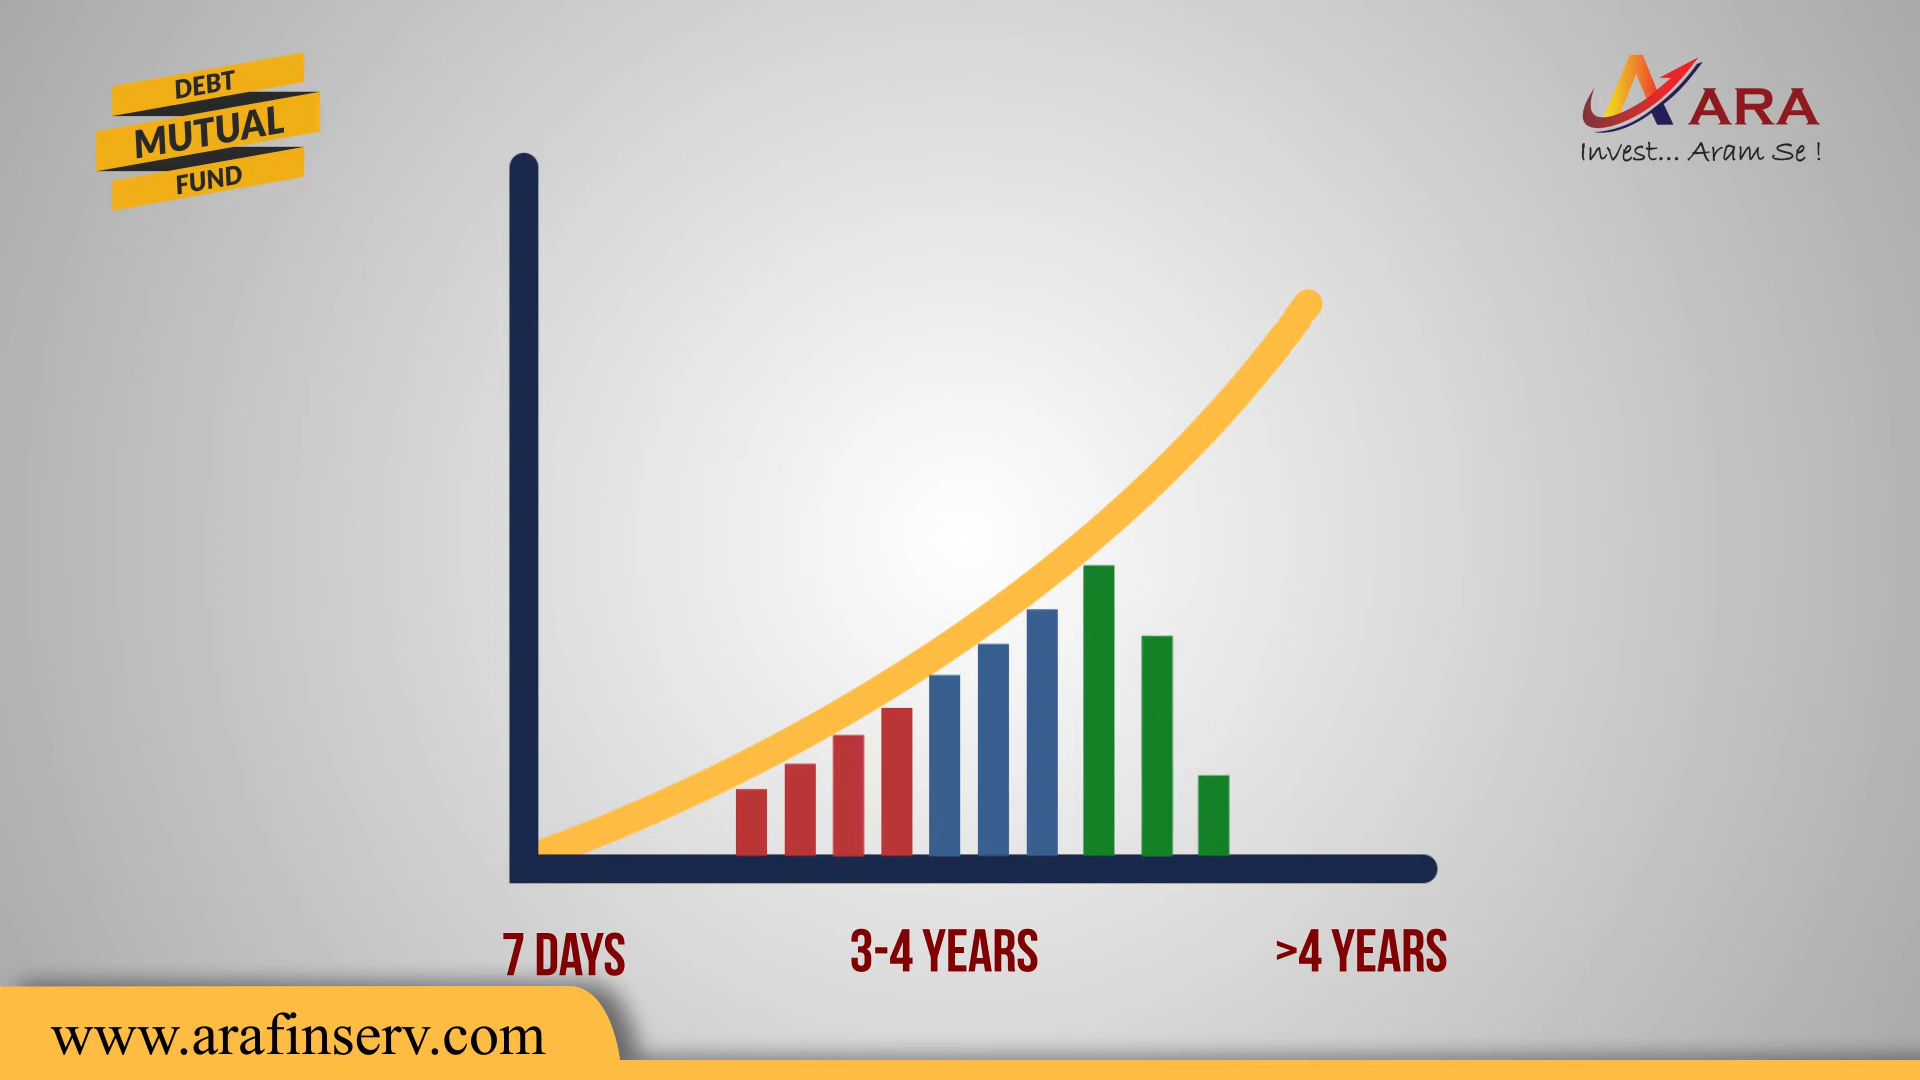 DEBT
MUTUAL
FUND
ARA
Invest... Aram Se !
7 DAYS
3-4 YEARS
>4 YEARS
www.arafinserv.com